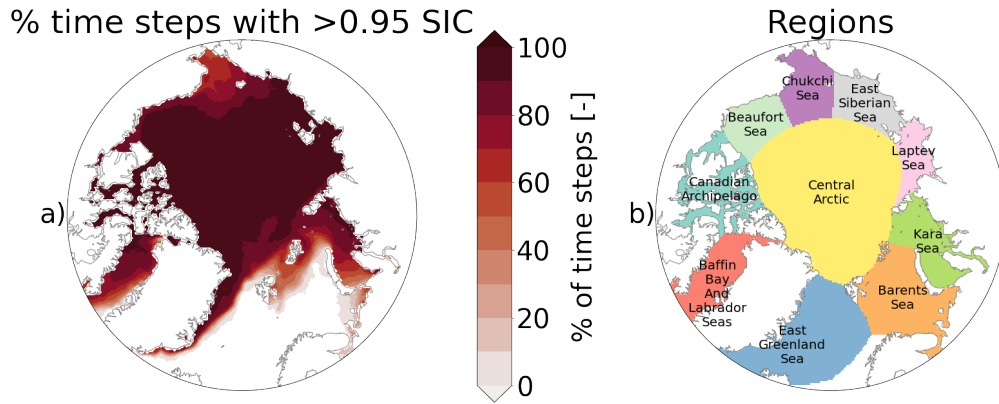 % time steps with >0.95 SIC
Regions
a)
100
80
60
40
20
0
% of time steps [-]
b)
Chukchi
Sea
East
Siberian
Sea
Beaufort
Sea
Laptev
Sea
Canadian
Archipelago
Central
Arctic
Kara
Sea
Baffin
Bay
And
Labrador
Seas
Barents
Sea
East
Greenland
Sea